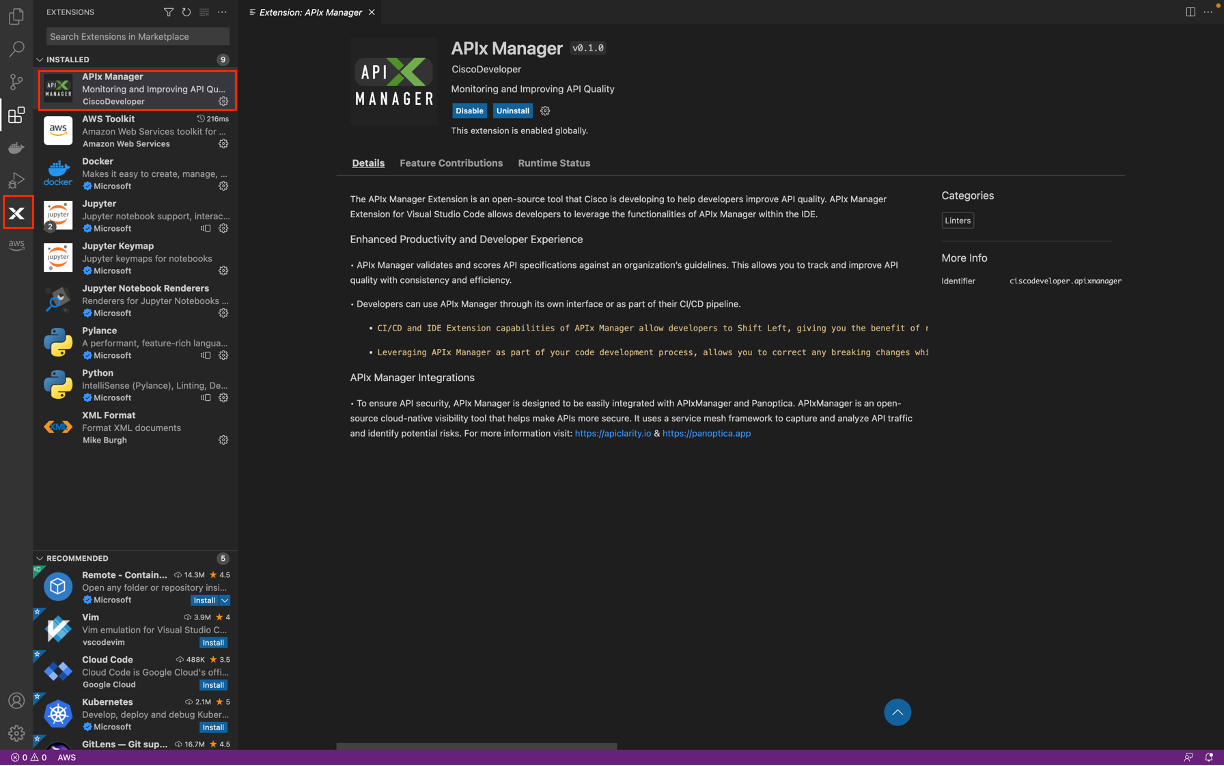 EXTENSIONS
Search Extensions in Marketplace
INSTALLED 9
API X MANAGER
APIx Manager
Monitoring and Improving API Qu...
CiscoDeveloper
aws
AWS Toolkit 216ms
Amazon Web Services toolkit for ...
Amazon Web Services
docker
Docker
Makes it easy to create, manage, ...
Microsoft
jupyter
2
Jupyter
Jupyter notebook support, interac...
Microsoft
jupyter
Jupyter Keymap
Jupyter keymaps for notebooks
Microsoft
Jupyter Notebook Renderers
Renderers for Jupyter Notebooks ...
Microsoft
Pylance
A performant, feature-rich langua...
Microsoft
Python
IntelliSense (Pylance), Linting, De...
Microsoft
XML Format
Format XML documents
Mike Burgh
X
aws
RECOMMENDED 5
Remote - Contain... 14.3M 4.5
Open any folder or repository insi...
Microsoft Install
Vim 3.9M 4
Vim emulation for Visual Studio C...
vscodevim Install
Cloud Code 488K 3.5
Cloud Code is Google Cloud's offi...
Google Cloud Install
Kubernetes 2.1M 5
Develop, deploy and debug Kuber...
Microsoft Install
GitLens — Git sup... 16.7M 4.5
Extension: APIx Manager
API X
MANAGER
APIx Manager v0.1.0
CiscoDeveloper
Monitoring and Improving API Quality
Disable Uninstall
This extension is enabled globally.
Details Feature Contributions Runtime Status
The APIx Manager Extension is an open-source tool that Cisco is developing to help developers improve API quality. APIx Manager
Extension for Visual Studio Code allows developers to leverage the functionalities of APIx Manager within the IDE.
Enhanced Productivity and Developer Experience
• APIx Manager validates and scores API specifications against an organization's guidelines. This allows you to track and improve API
quality with consistency and efficiency.
• Developers can use APIx Manager through its own interface or as part of their CI/CD pipeline.
• CI/CD and IDE Extension capabilities of APIx Manager allow developers to Shift Left, giving you the benefit of
• Leveraging APIx Manager as part of your code development process, allows you to correct any breaking changes whi
APIx Manager Integrations
• To ensure API security, APIx Manager is designed to be easily integrated with APIxManager and Panoptica. APIxManager is an open-
source cloud-native visibility tool that helps make APIs more secure. It uses a service mesh framework to capture and analyze API traffic
and identify potential risks. For more information visit: https://apiclarity.io & https://panoptica.app
Categories
Linters
More Info
Identifier ciscodeveloper.apixmanager
0 0 AWS